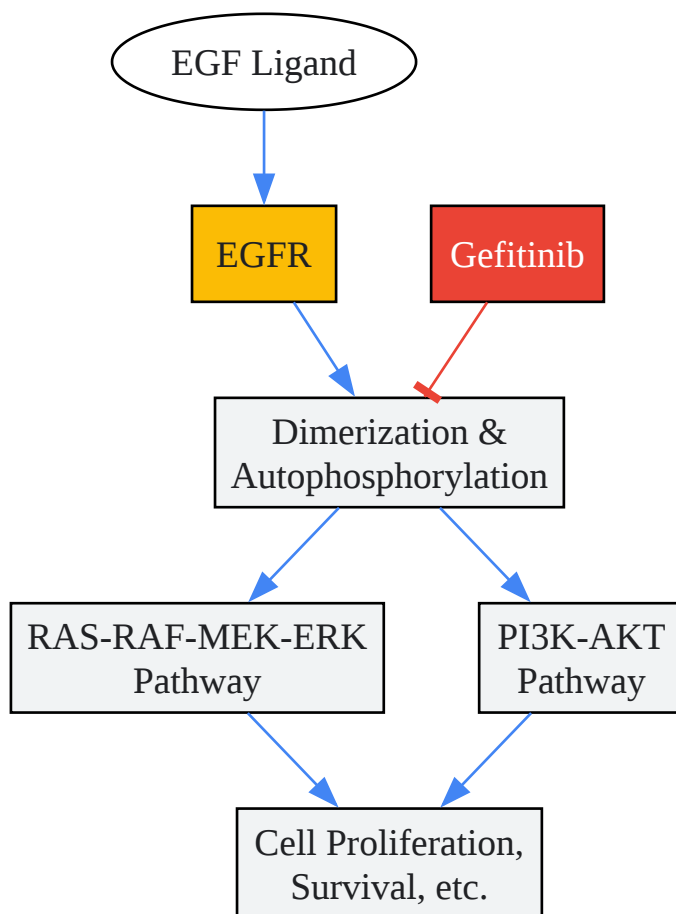 EGF Ligand
EGFR
Gefitinib
Dimerization &
Autophosphorylation
RAS-RAF-MEK-ERK
Pathway
PI3K-AKT
Pathway
Cell Proliferation,
Survival, etc.